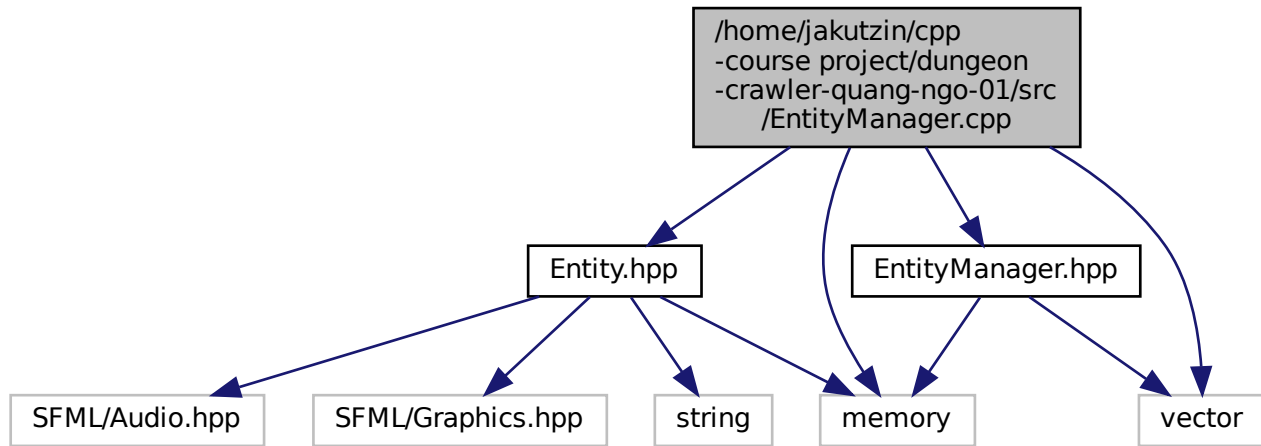 /home/jakutzin/cpp
-course project/dungeon
-crawler-quang-ngo-01/src
/EntityManager.cpp
Entity.hpp
EntityManager.hpp
SFML/Audio.hpp
SFML/Graphics.hpp
string
memory
vector